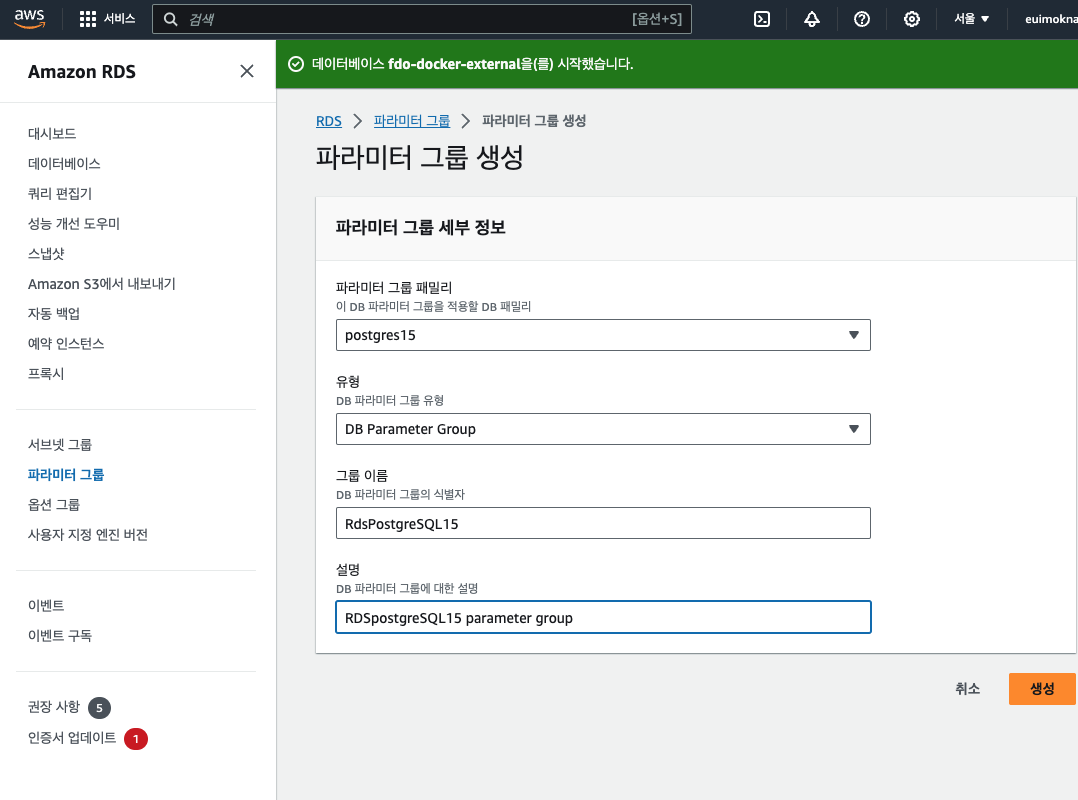 aws
서비스
검색
[옵션+S]
서울
euimokna
Amazon RDS
대시보드
데이터베이스
쿼리 편집기
성능 개선 도우미
스냅샷
Amazon S3에서 내보내기
자동 백업
예약 인스턴스
프록시
서브넷 그룹
파라미터 그룹
옵션 그룹
사용자 지정 엔진 버전
이벤트
이벤트 구독
권장 사항 5
인증서 업데이트 1
데이터베이스 fdo-docker-external을(를) 시작했습니다.
RDS > 파라미터 그룹 > 파라미터 그룹 생성
파라미터 그룹 생성
파라미터 그룹 세부 정보
파라미터 그룹 패밀리
이 DB 파라미터 그룹을 적용할 DB 패밀리
postgres15
유형
DB 파라미터 그룹 유형
DB Parameter Group
그룹 이름
DB 파라미터 그룹의 식별자
RdsPostgreSQL15
설명
DB 파라미터 그룹에 대한 설명
RDSpostgreSQL15 parameter group
취소
생성